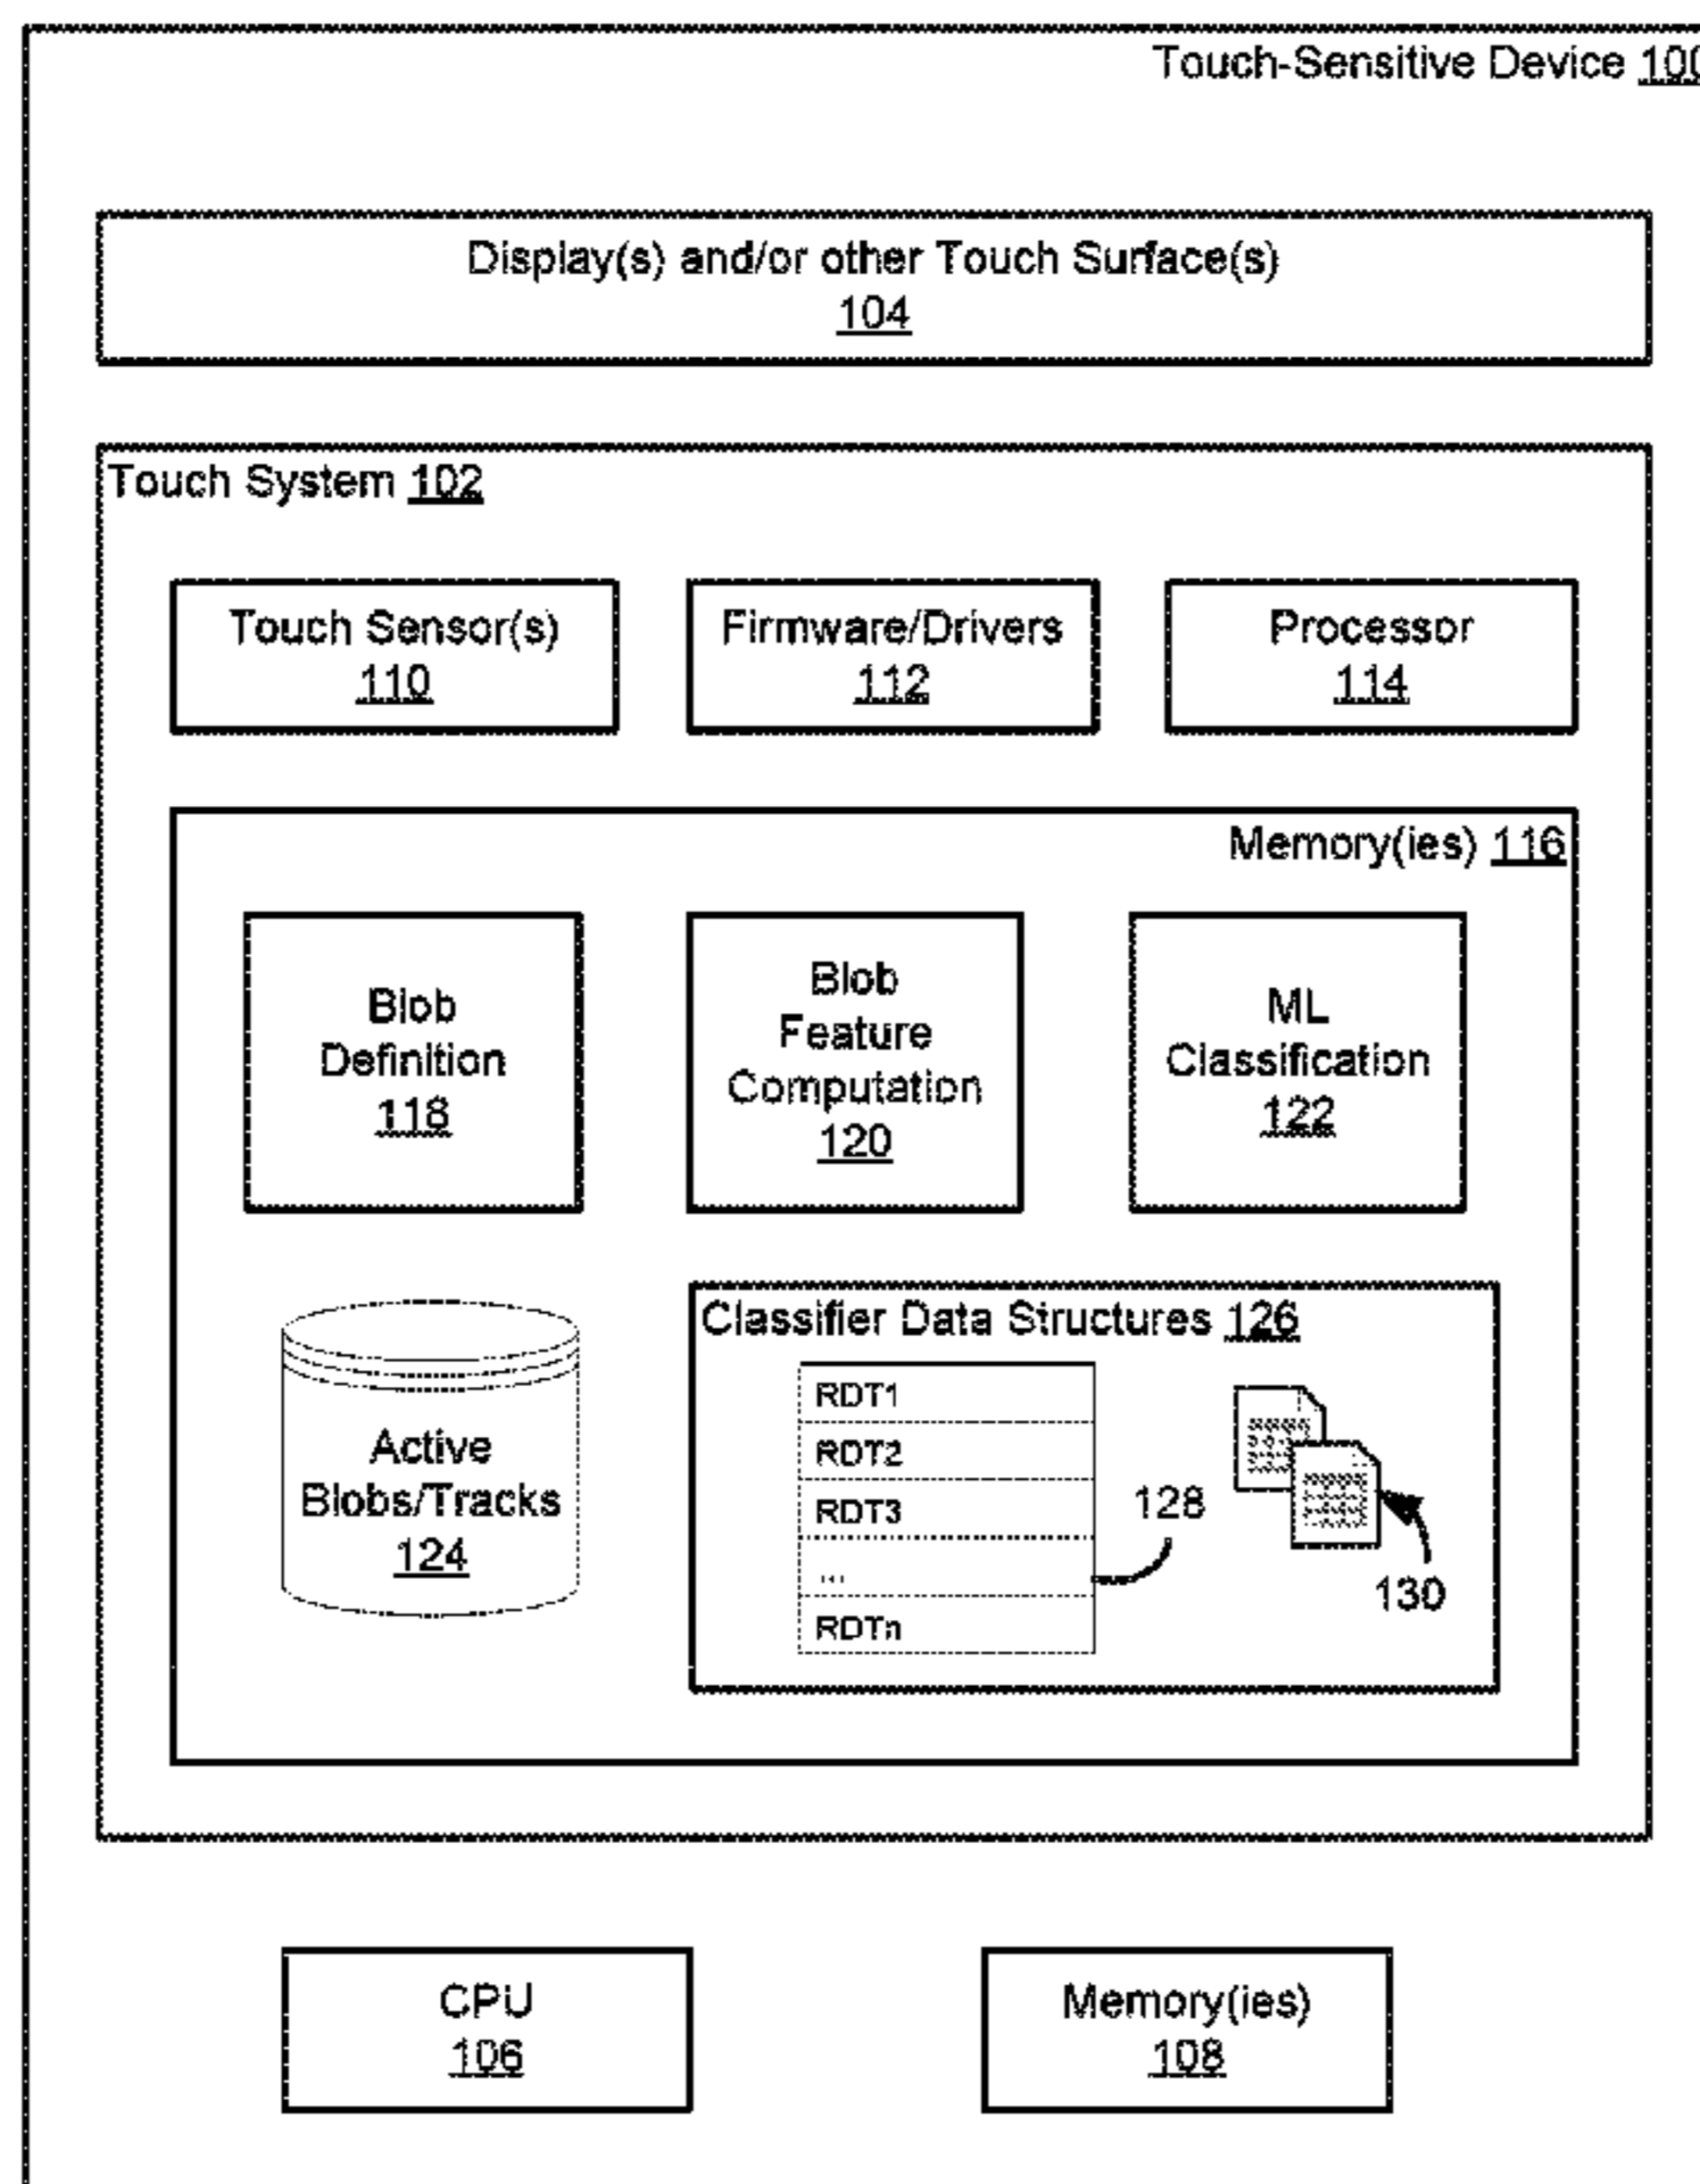 Touch-Sensitive Device 100
Display(s) and/or other Touch Surface(s)
104
Touch System 102
Touch Sensor(s)
110
Firmware/Drivers
112
Processor
114
Memory(ies) 116
Blob
Definition
118
Blob
Feature
Computation
120
ML
Classification
122
Active
Blobs/Tracks
124
Classifier Data Structures 126
RDT1
RDT2
RDT3
...
RDTn
128
130
CPU
106
Memory(ies)
108